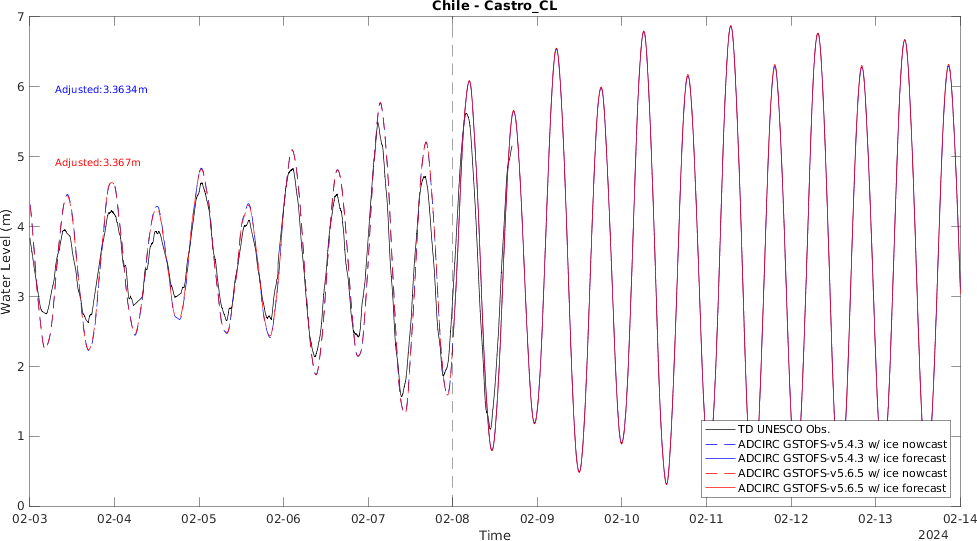 Chile - Castro_CL
7
6
5
4
3
2
1
0
Water Level (m)
Adjusted:3.3634m
Adjusted:3.367m
TD UNESCO Obs.
ADCIRC GSTOFS-v5.4.3 w/ ice nowcast
ADCIRC GSTOFS-v5.4.3 w/ ice forecast
ADCIRC GSTOFS-v5.6.5 w/ ice nowcast
ADCIRC GSTOFS-v5.6.5 w/ ice forecast
02-03 02-04 02-05 02-06 02-07 02-08 02-09 02-10 02-11 02-12 02-13 02-14
Time
2024